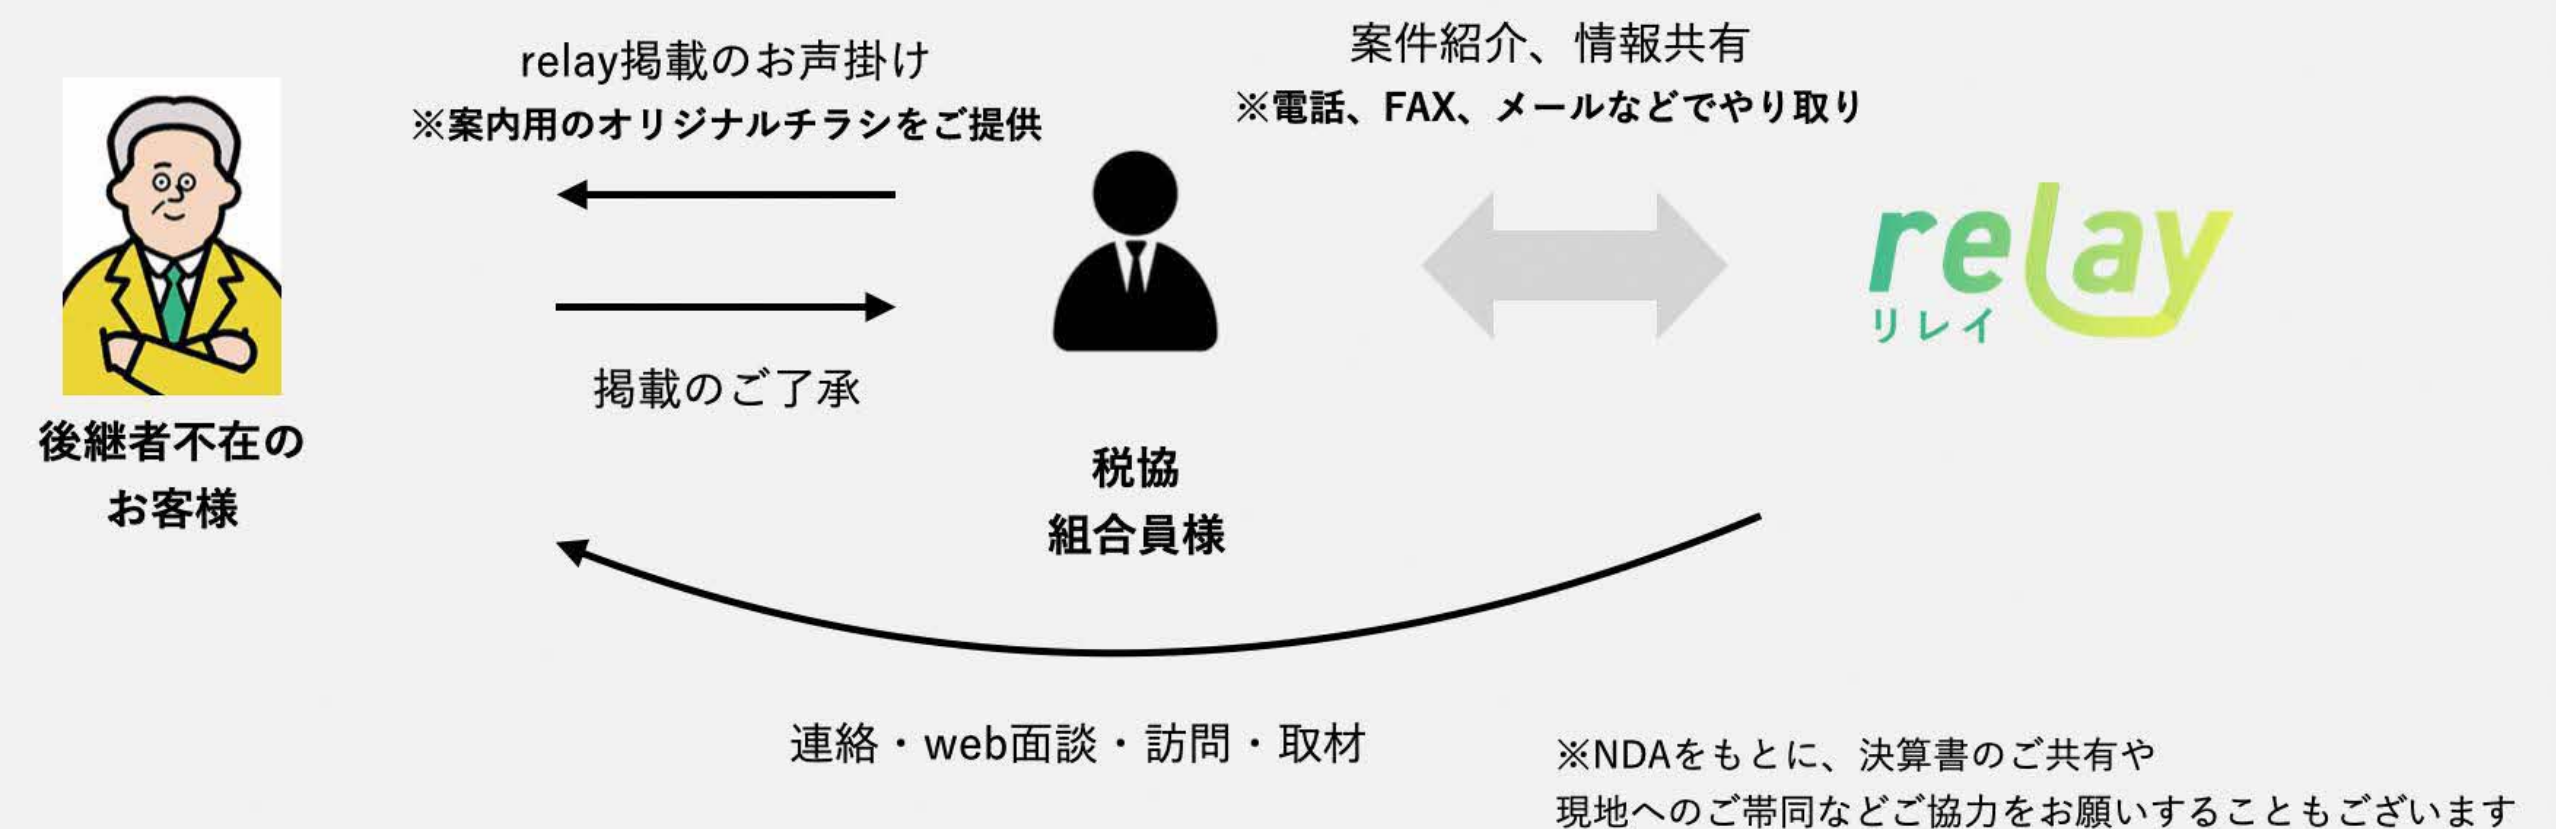 relay掲載のお声掛け
※案内用のオリジナルチラシをご提供
案件紹介、情報共有
※電話、FAX、メールなどでやり取り
relay
リレイ
掲載のご了承
後継者不在の
お客様
税協
組合員様
連絡・web面談・訪問・取材
※NDAをもとに、決算書のご共有や
現地へのご帯同などご協力をお願いすることもございます